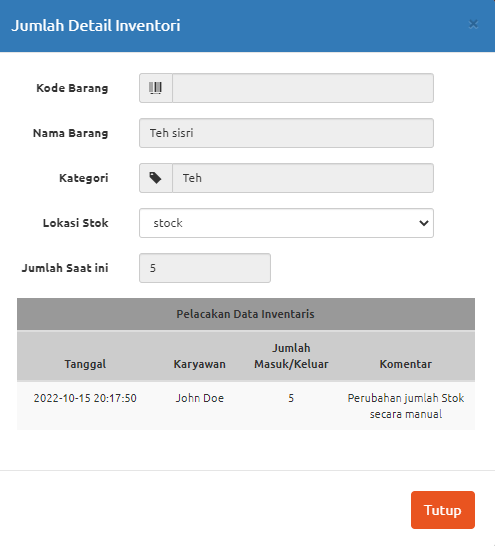 Jumlah Detail Inventori
×
Kode Barang
Nama Barang
Teh sisri
Kategori
Teh
Lokasi Stok
stock
Jumlah Saat ini
5
Pelacakan Data Inventaris
Tanggal
Karyawan
Jumlah
Masuk/Keluar
Komentar
2022-10-15 20:17:50
John Doe
5
Perubahan jumlah Stok
secara manual
Tutup